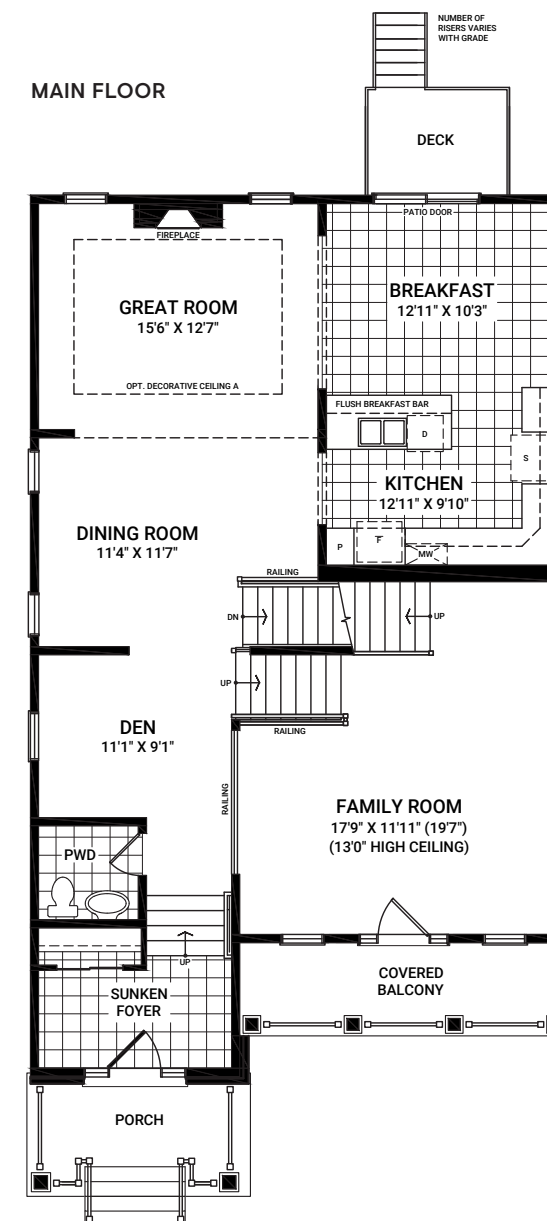 NUMBER OF
RISERS VARIES
WITH GRADE
MAIN FLOOR
DECK
PATIO DOOR
FIREPLACE
GREAT ROOM
15'6" X 12'7"
BREAKFAST
12'11" X 10'3"
OPT. DECORATIVE CEILING A
FLUSH BREAKFAST BAR
D
S
KITCHEN
12'11" X 9'10"
DINING ROOM
11'4" X 11'7"
P
F
MW
RAILING
DN
UP
UP
RAILING
DEN
11'1" X 9'1"
RAILING
FAMILY ROOM
17'9" X 11'11" (19'7")
(13'0" HIGH CEILING)
PWD
UP
SUNKEN
FOYER
COVERED
BALCONY
PORCH